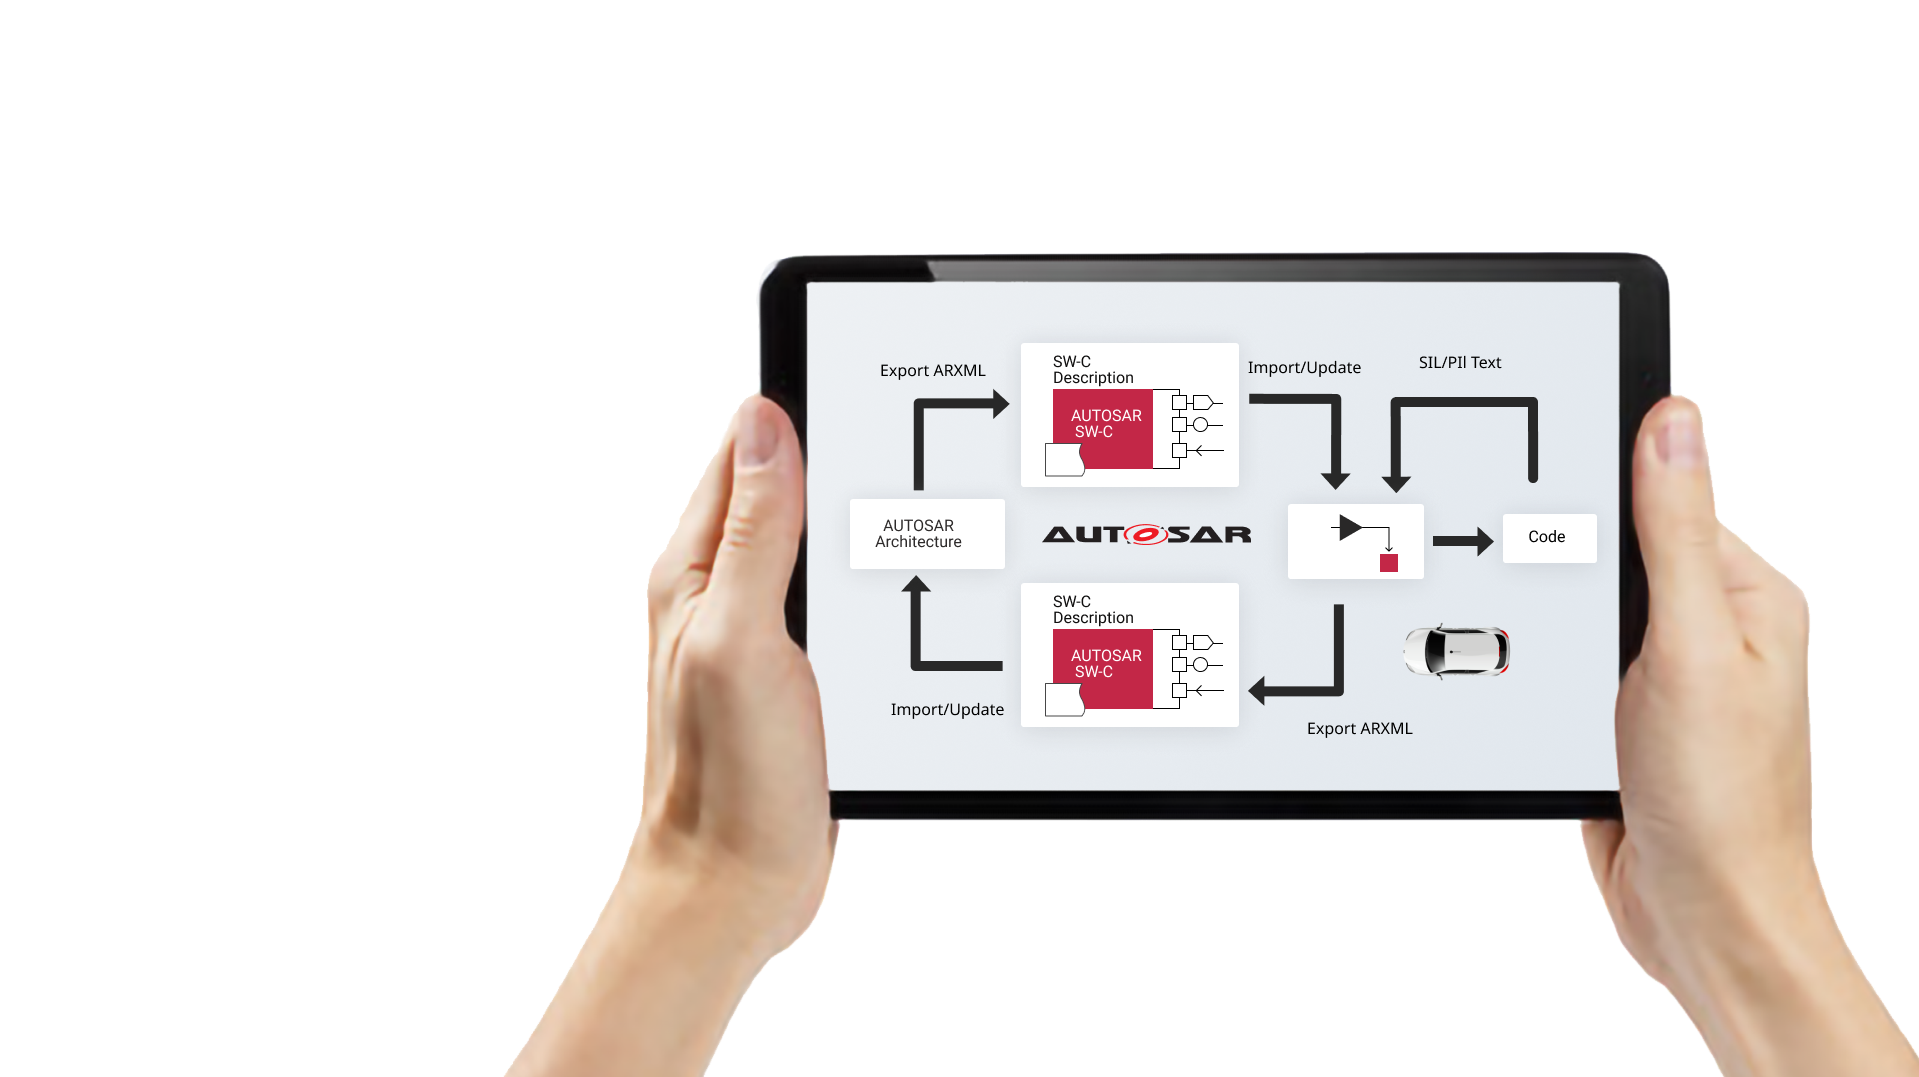 Export ARXML
SW-C
Description
AUTOSAR
SW-C
Import/Update
SIL/PIl Text
AUTOSAR
Architecture
AUTOSAR
Code
SW-C
Description
AUTOSAR
SW-C
Import/Update
Export ARXML